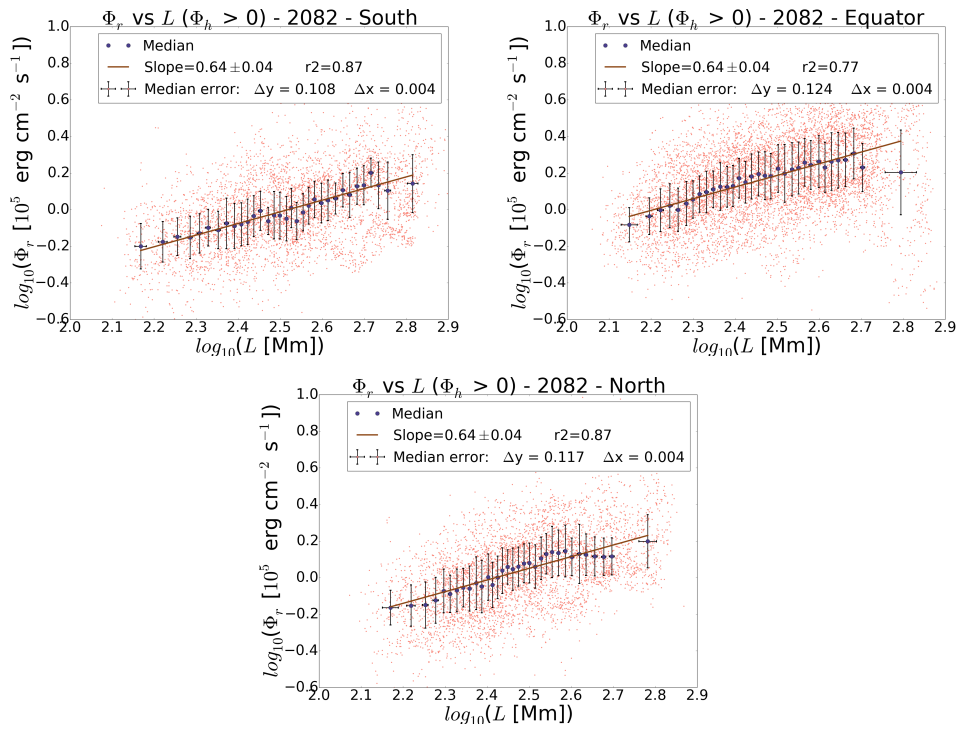 Φr vs L (Φh > 0) - 2082 - South
Median
Slope=0.64±0.04 r2=0.87
Median error: Δy = 0.108 Δx = 0.004
log10(Φr [10^5 erg cm^−2 s^−1])
1.0
0.8
0.6
0.4
0.2
0.0
−0.2
−0.4
−0.6
2.0 2.1 2.2 2.3 2.4 2.5 2.6 2.7 2.8 2.9
log10(L [Mm])
Φr vs L (Φh > 0) - 2082 - Equator
Median
Slope=0.64±0.04 r2=0.77
Median error: Δy = 0.124 Δx = 0.004
log10(Φr [10^5 erg cm^−2 s^−1])
1.0
0.8
0.6
0.4
0.2
0.0
−0.2
−0.4
−0.6
2.0 2.1 2.2 2.3 2.4 2.5 2.6 2.7 2.8 2.9
log10(L [Mm])
Φr vs L (Φh > 0) - 2082 - North
Median
Slope=0.64±0.04 r2=0.87
Median error: Δy = 0.117 Δx = 0.004
log10(Φr [10^5 erg cm^−2 s^−1])
1.0
0.8
0.6
0.4
0.2
0.0
−0.2
−0.4
−0.6
2.0 2.1 2.2 2.3 2.4 2.5 2.6 2.7 2.8 2.9
log10(L [Mm])